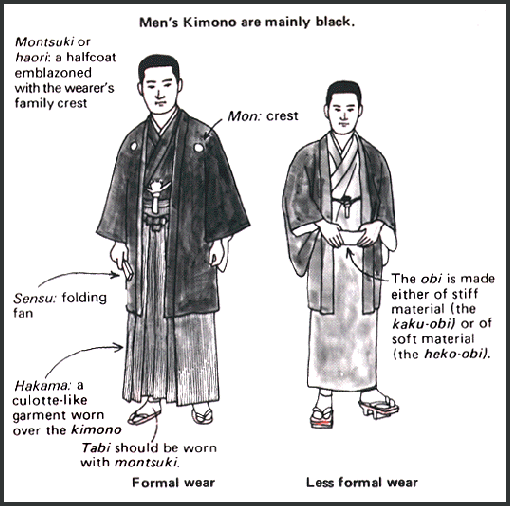 Men's Kimono are mainly black.
Montsuki or
haori: a halfcoat
emblazoned
with the wearer's
family crest
Mon: crest
Sensu: folding
fan
The obi is made
either of stiff
material (the
kaku-obi) or of
soft material
(the heko-obi).
Hakama: a
culotte-like
garment worn
over the kimono
Tabi should be worn
with montsuki.
Formal wear
Less formal wear